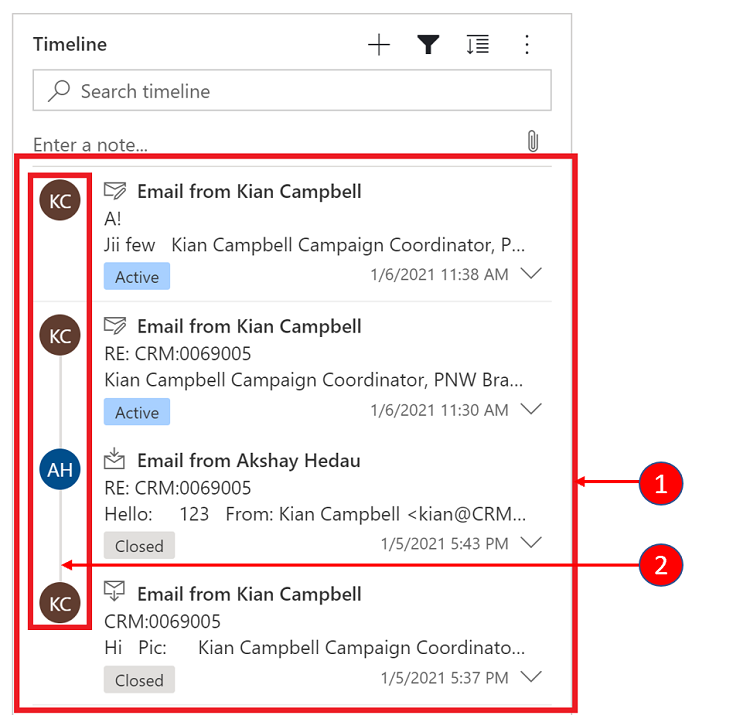 Timeline
Search timeline
Enter a note...
KC
Email from Kian Campbell
A!
Jii few Kian Campbell Campaign Coordinator, P...
Active 1/6/2021 11:38 AM
KC
Email from Kian Campbell
RE: CRM:0069005
Kian Campbell Campaign Coordinator, PNW Bra...
Active 1/6/2021 11:30 AM
AH
Email from Akshay Hedau
RE: CRM:0069005
Hello: 123 From: Kian Campbell <kian@CRM...
1
Closed 1/5/2021 5:43 PM
2
KC
Email from Kian Campbell
CRM:0069005
Hi Pic: Kian Campbell Campaign Coordinato...
Closed 1/5/2021 5:37 PM